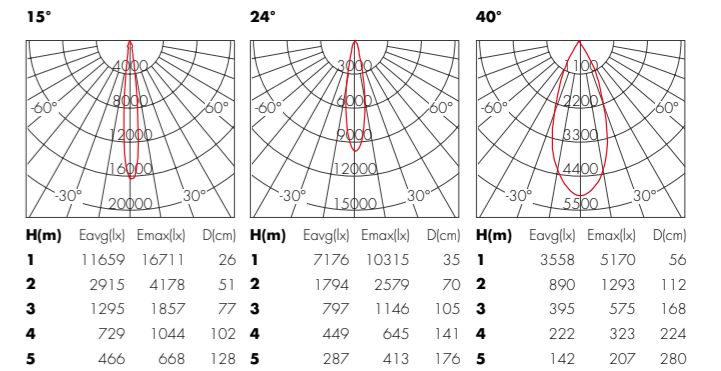 15°
4000
8000
-60°
60°
12000
16000
-30°
30°
20000
H(m) Eavg(lx) Emax(lx) D(cm)
1 11659 16711 26
2 2915 4178 51
3 1295 1857 77
4 729 1044 102
5 466 668 128
24°
3000
6000
-60°
60°
9000
12000
-30°
30°
15000
H(m) Eavg(lx) Emax(lx) D(cm)
1 7176 10315 35
2 1794 2579 70
3 797 1146 105
4 449 645 141
5 287 413 176
40°
1100
2200
-60°
60°
3300
4400
-30°
30°
5500
H(m) Eavg(lx) Emax(lx) D(cm)
1 3558 5170 56
2 890 1293 112
3 395 575 168
4 222 323 224
5 142 207 280